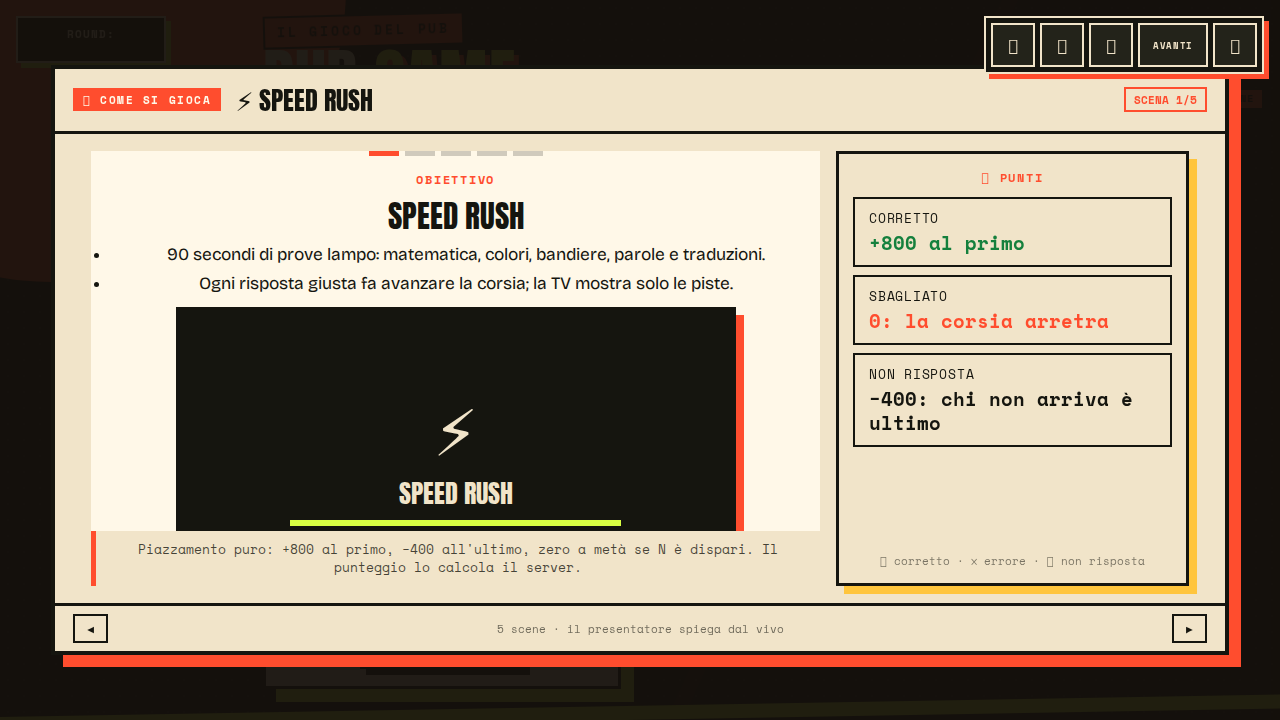 ROUND:
IL GIOCO DEL PUB
PUB GAME
AVANTI
COME SI GIOCA
⚡ SPEED RUSH
SCENA 1/5
OBIETTIVO
SPEED RUSH
• 90 secondi di prove lampo: matematica, colori, bandiere, parole e traduzioni.
• Ogni risposta giusta fa avanzare la corsia; la TV mostra solo le piste.
⚡
SPEED RUSH
Piazzamento puro: +800 al primo, −400 all'ultimo, zero a metà se N è dispari. Il
punteggio lo calcola il server.
PUNTI
CORRETTO
+800 al primo
SBAGLIATO
0: la corsia arretra
NON RISPOSTA
−400: chi non arriva è
ultimo
corretto · × errore · non risposta
◄
5 scene · il presentatore spiega dal vivo
►